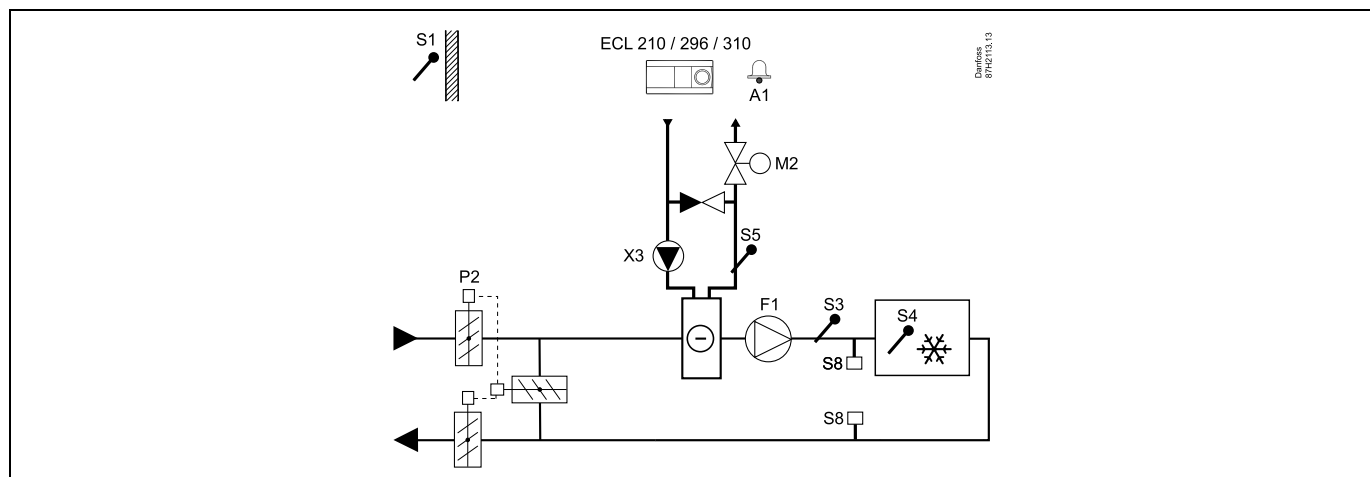 S1
ECL 210 / 296 / 310
A1
Danfoss
87H2113.13
M2
S5
X3
P2
F1
S3
S4
S8
S8